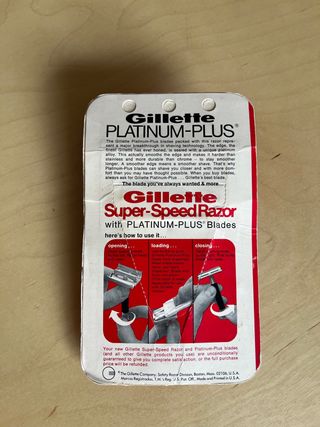 Gillette
PLATINUM-PLUS®
The Gillette Platinum-Plus blades packed with this razor repre-
sent a major breakthrough in shaving technology. The edge, the
finest Gillette has ever honed, is sealed with a unique platinum
alloy. This actually smooths the edge and makes it harder than
stainless and more durable than chrome – to stay smoother
longer. A smoother edge means a smoother shave. That's why
Platinum-Plus blades can shave you closer and with more com-
fort than you may have thought possible. When you buy blades,
always ask for Gillette Platinum-Plus . . . Gillette's best blade.
The blade you've always wanted & more...
Gillette
Super-Speed Razor
with PLATINUM-PLUS® Blades
here's how to use it...
opening...
loading...
closing...
Your new Gillette Super-Speed Razor and Platinum-Plus blades
(and all other Gillette products you use) are unconditionally
guaranteed to give you complete satisfaction, or the full purchase
price will be refunded.
© The Gillette Company, Safety Razor Division, Boston, Mass. 02106, U.S.A.
Marcas Registradas, T.M.'s Reg. U.S. Pat. Off. Made and Printed in U.S.A.